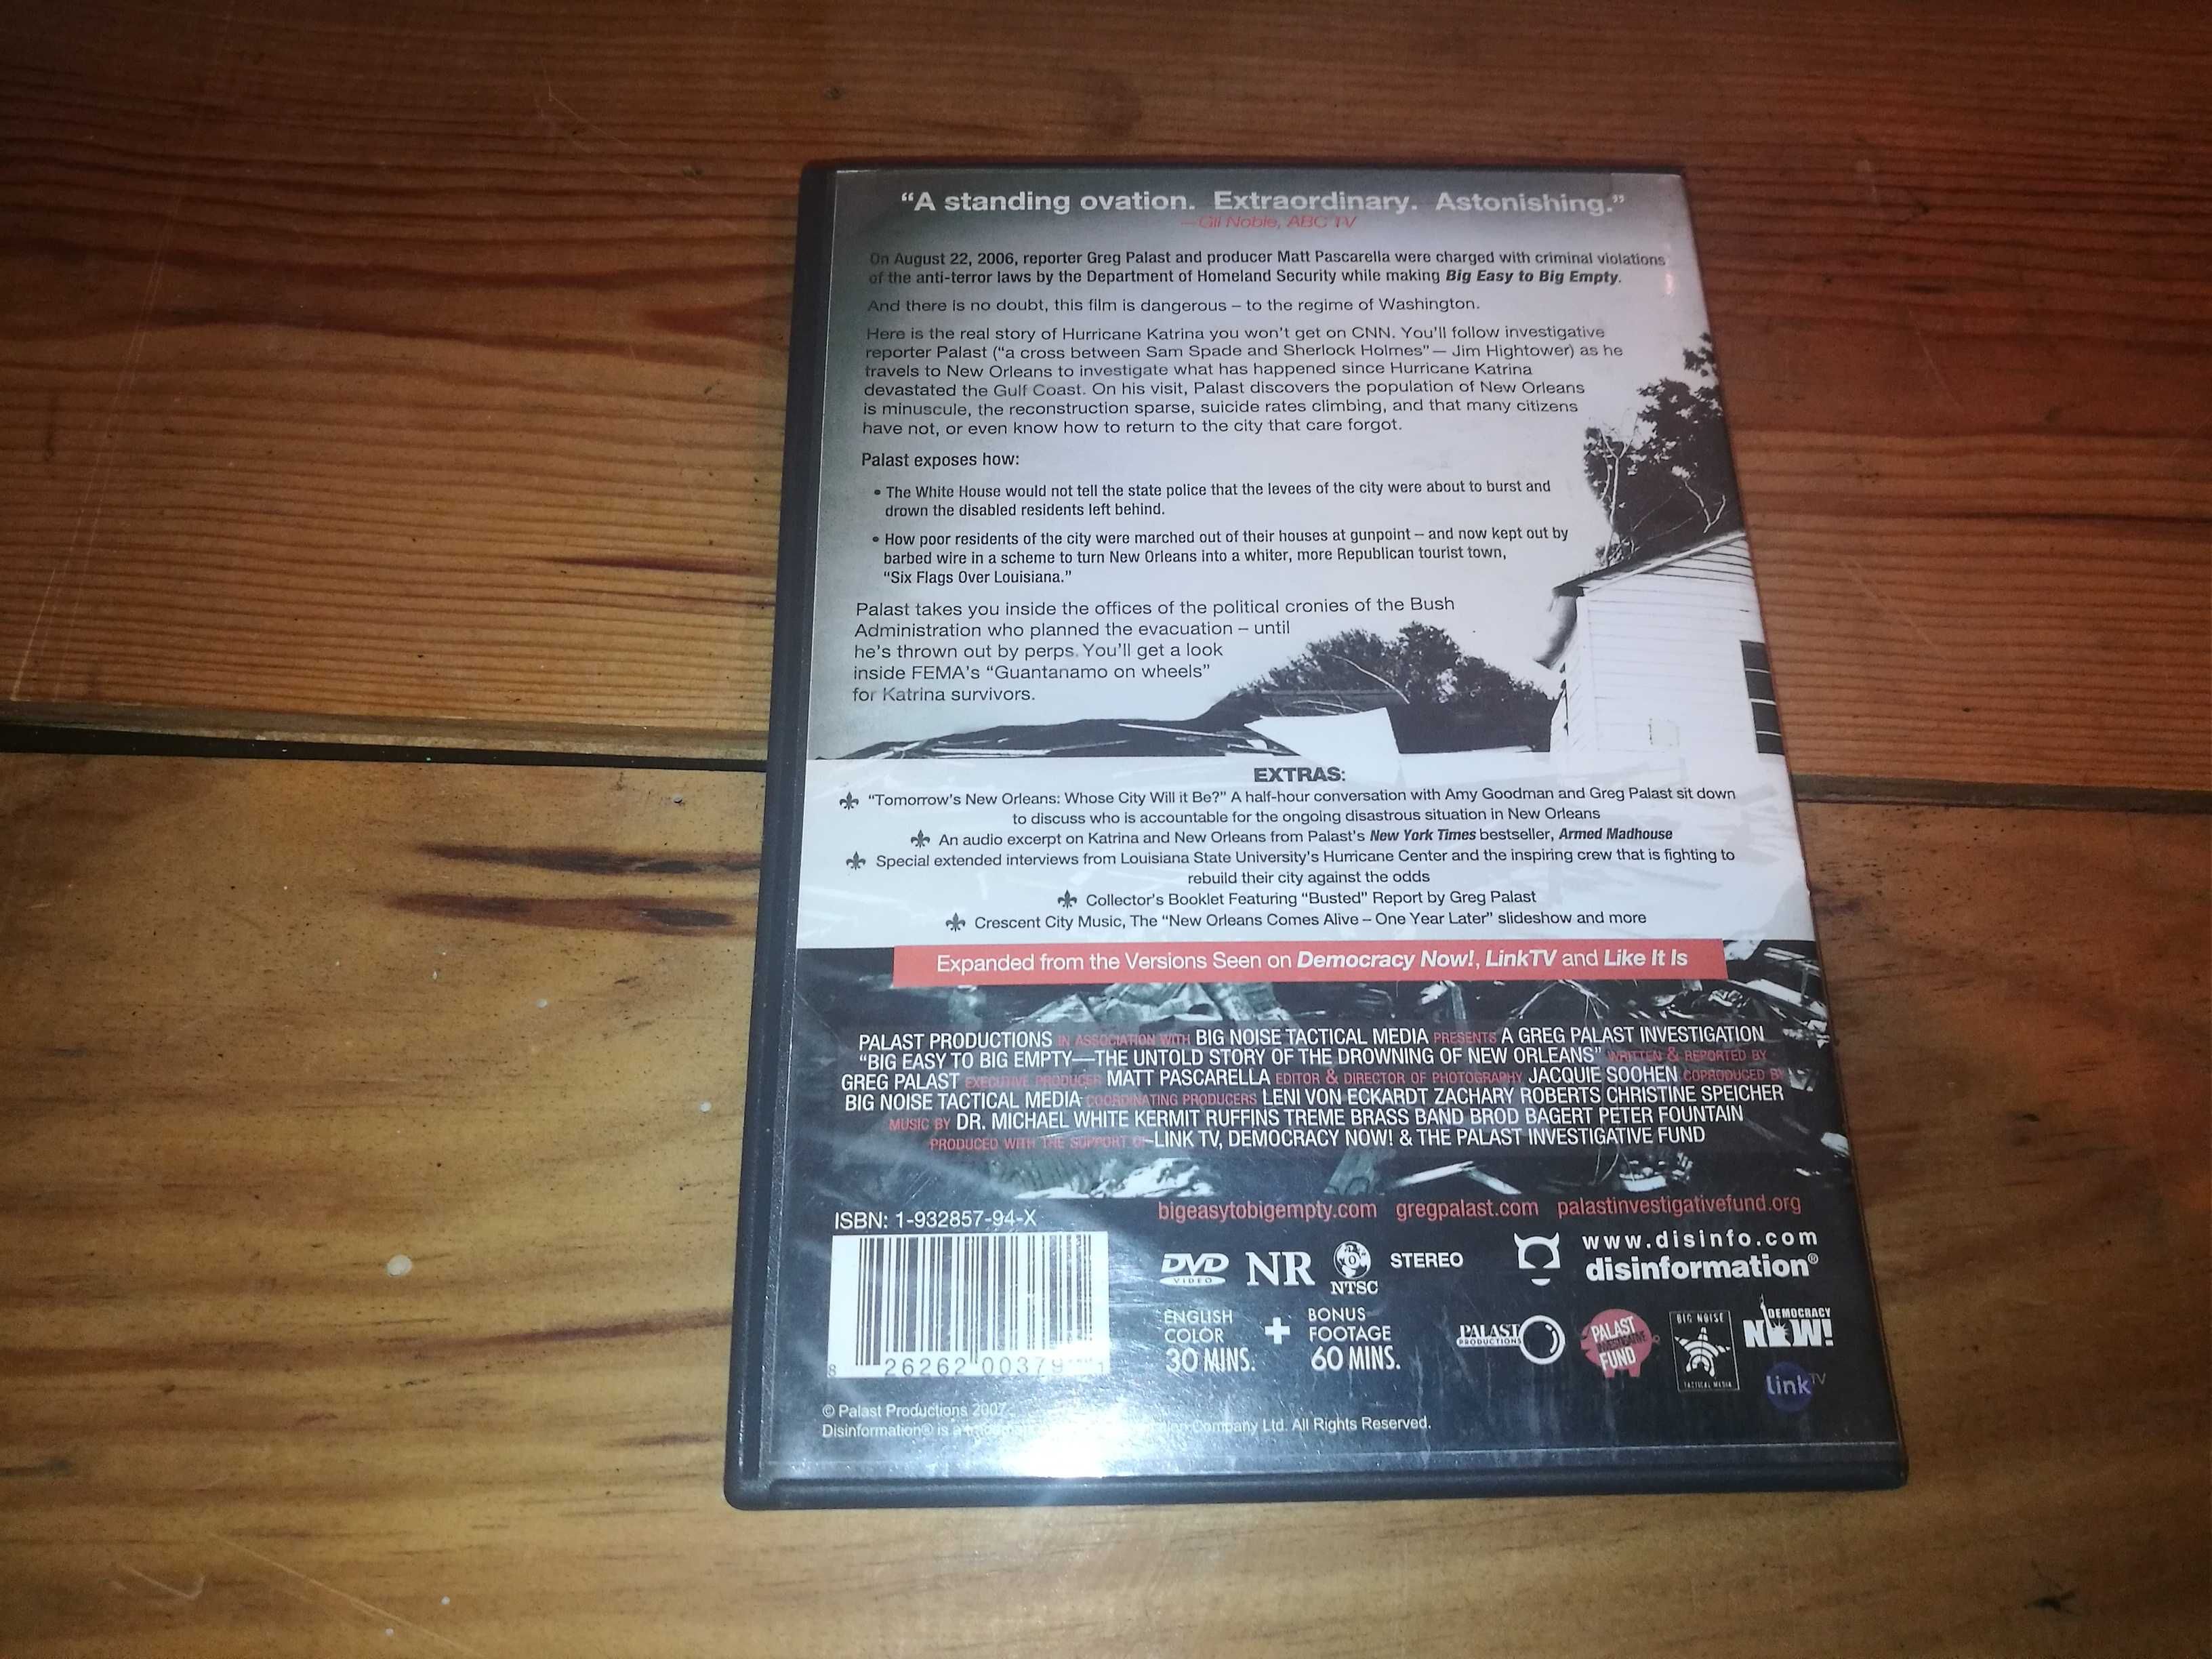 “A standing ovation. Extraordinary. Astonishing.”
—Gil Noble, ABC TV
On August 22, 2006, reporter Greg Palast and producer Matt Pascarella were charged with criminal violations
of the anti-terror laws by the Department of Homeland Security while making Big Easy to Big Empty.
And there is no doubt, this film is dangerous – to the regime of Washington.
Here is the real story of Hurricane Katrina you won’t get on CNN. You’ll follow investigative
reporter Palast (“a cross between Sam Spade and Sherlock Holmes”— Jim Hightower) as he
travels to New Orleans to investigate what has happened since Hurricane Katrina
devastated the Gulf Coast. On his visit, Palast discovers the population of New Orleans
is minuscule, the reconstruction sparse, suicide rates climbing, and that many citizens
have not, or even know how to return to the city that care forgot.
Palast exposes how:
• The White House would not tell the state police that the levees of the city were about to burst and
drown the disabled residents left behind.
• How poor residents of the city were marched out of their houses at gunpoint – and now kept out by
barbed wire in a scheme to turn New Orleans into a whiter, more Republican tourist town,
“Six Flags Over Louisiana.”
Palast takes you inside the offices of the political cronies of the Bush
Administration who planned the evacuation – until
he’s thrown out by perps. You’ll get a look
inside FEMA’s “Guantanamo on wheels”
for Katrina survivors.
EXTRAS:
“Tomorrow’s New Orleans: Whose City Will it Be?” A half-hour conversation with Amy Goodman and Greg Palast sit down
to discuss who is accountable for the ongoing disastrous situation in New Orleans
An audio excerpt on Katrina and New Orleans from Palast’s New York Times bestseller, Armed Madhouse
Special extended interviews from Louisiana State University’s Hurricane Center and the inspiring crew that is fighting to
rebuild their city against the odds
Collector’s Booklet Featuring “Busted” Report by Greg Palast
Crescent City Music, The “New Orleans Comes Alive – One Year Later” slideshow and more
Expanded from the Versions Seen on Democracy Now!, LinkTV and Like It Is
PALAST PRODUCTIONS IN ASSOCIATION WITH BIG NOISE TACTICAL MEDIA PRESENTS A GREG PALAST INVESTIGATION
“BIG EASY TO BIG EMPTY—THE UNTOLD STORY OF THE DROWNING OF NEW ORLEANS” WRITTEN & REPORTED BY
GREG PALAST EXECUTIVE PRODUCER MATT PASCARELLA EDITOR & DIRECTOR OF PHOTOGRAPHY JACQUIE SOOHEN COPRODUCED BY
BIG NOISE TACTICAL MEDIA COORDINATING PRODUCERS LENI VON ECKARDT ZACHARY ROBERTS CHRISTINE SPEICHER
MUSIC BY DR. MICHAEL WHITE KERMIT RUFFINS TREME BRASS BAND BROD BAGERT PETER FOUNTAIN
PRODUCED WITH THE SUPPORT OF LINK TV, DEMOCRACY NOW! & THE PALAST INVESTIGATIVE FUND
bigeasytobigempty.com gregpalast.com palastinvestigativefund.org
ISBN: 1-932857-94-X
8 26262 00379 1
DVD VIDEO NR NTSC STEREO
www.disinfo.com
disinformation®
ENGLISH
COLOR
30 MINS.
+
BONUS
FOOTAGE
60 MINS.
PALAST PRODUCTIONS
PALAST INVESTIGATIVE FUND
BIG NOISE TACTICAL MEDIA
DEMOCRACY NOW!
link TV
© Palast Productions 2007
Disinformation® is a Company Ltd. All Rights Reserved.